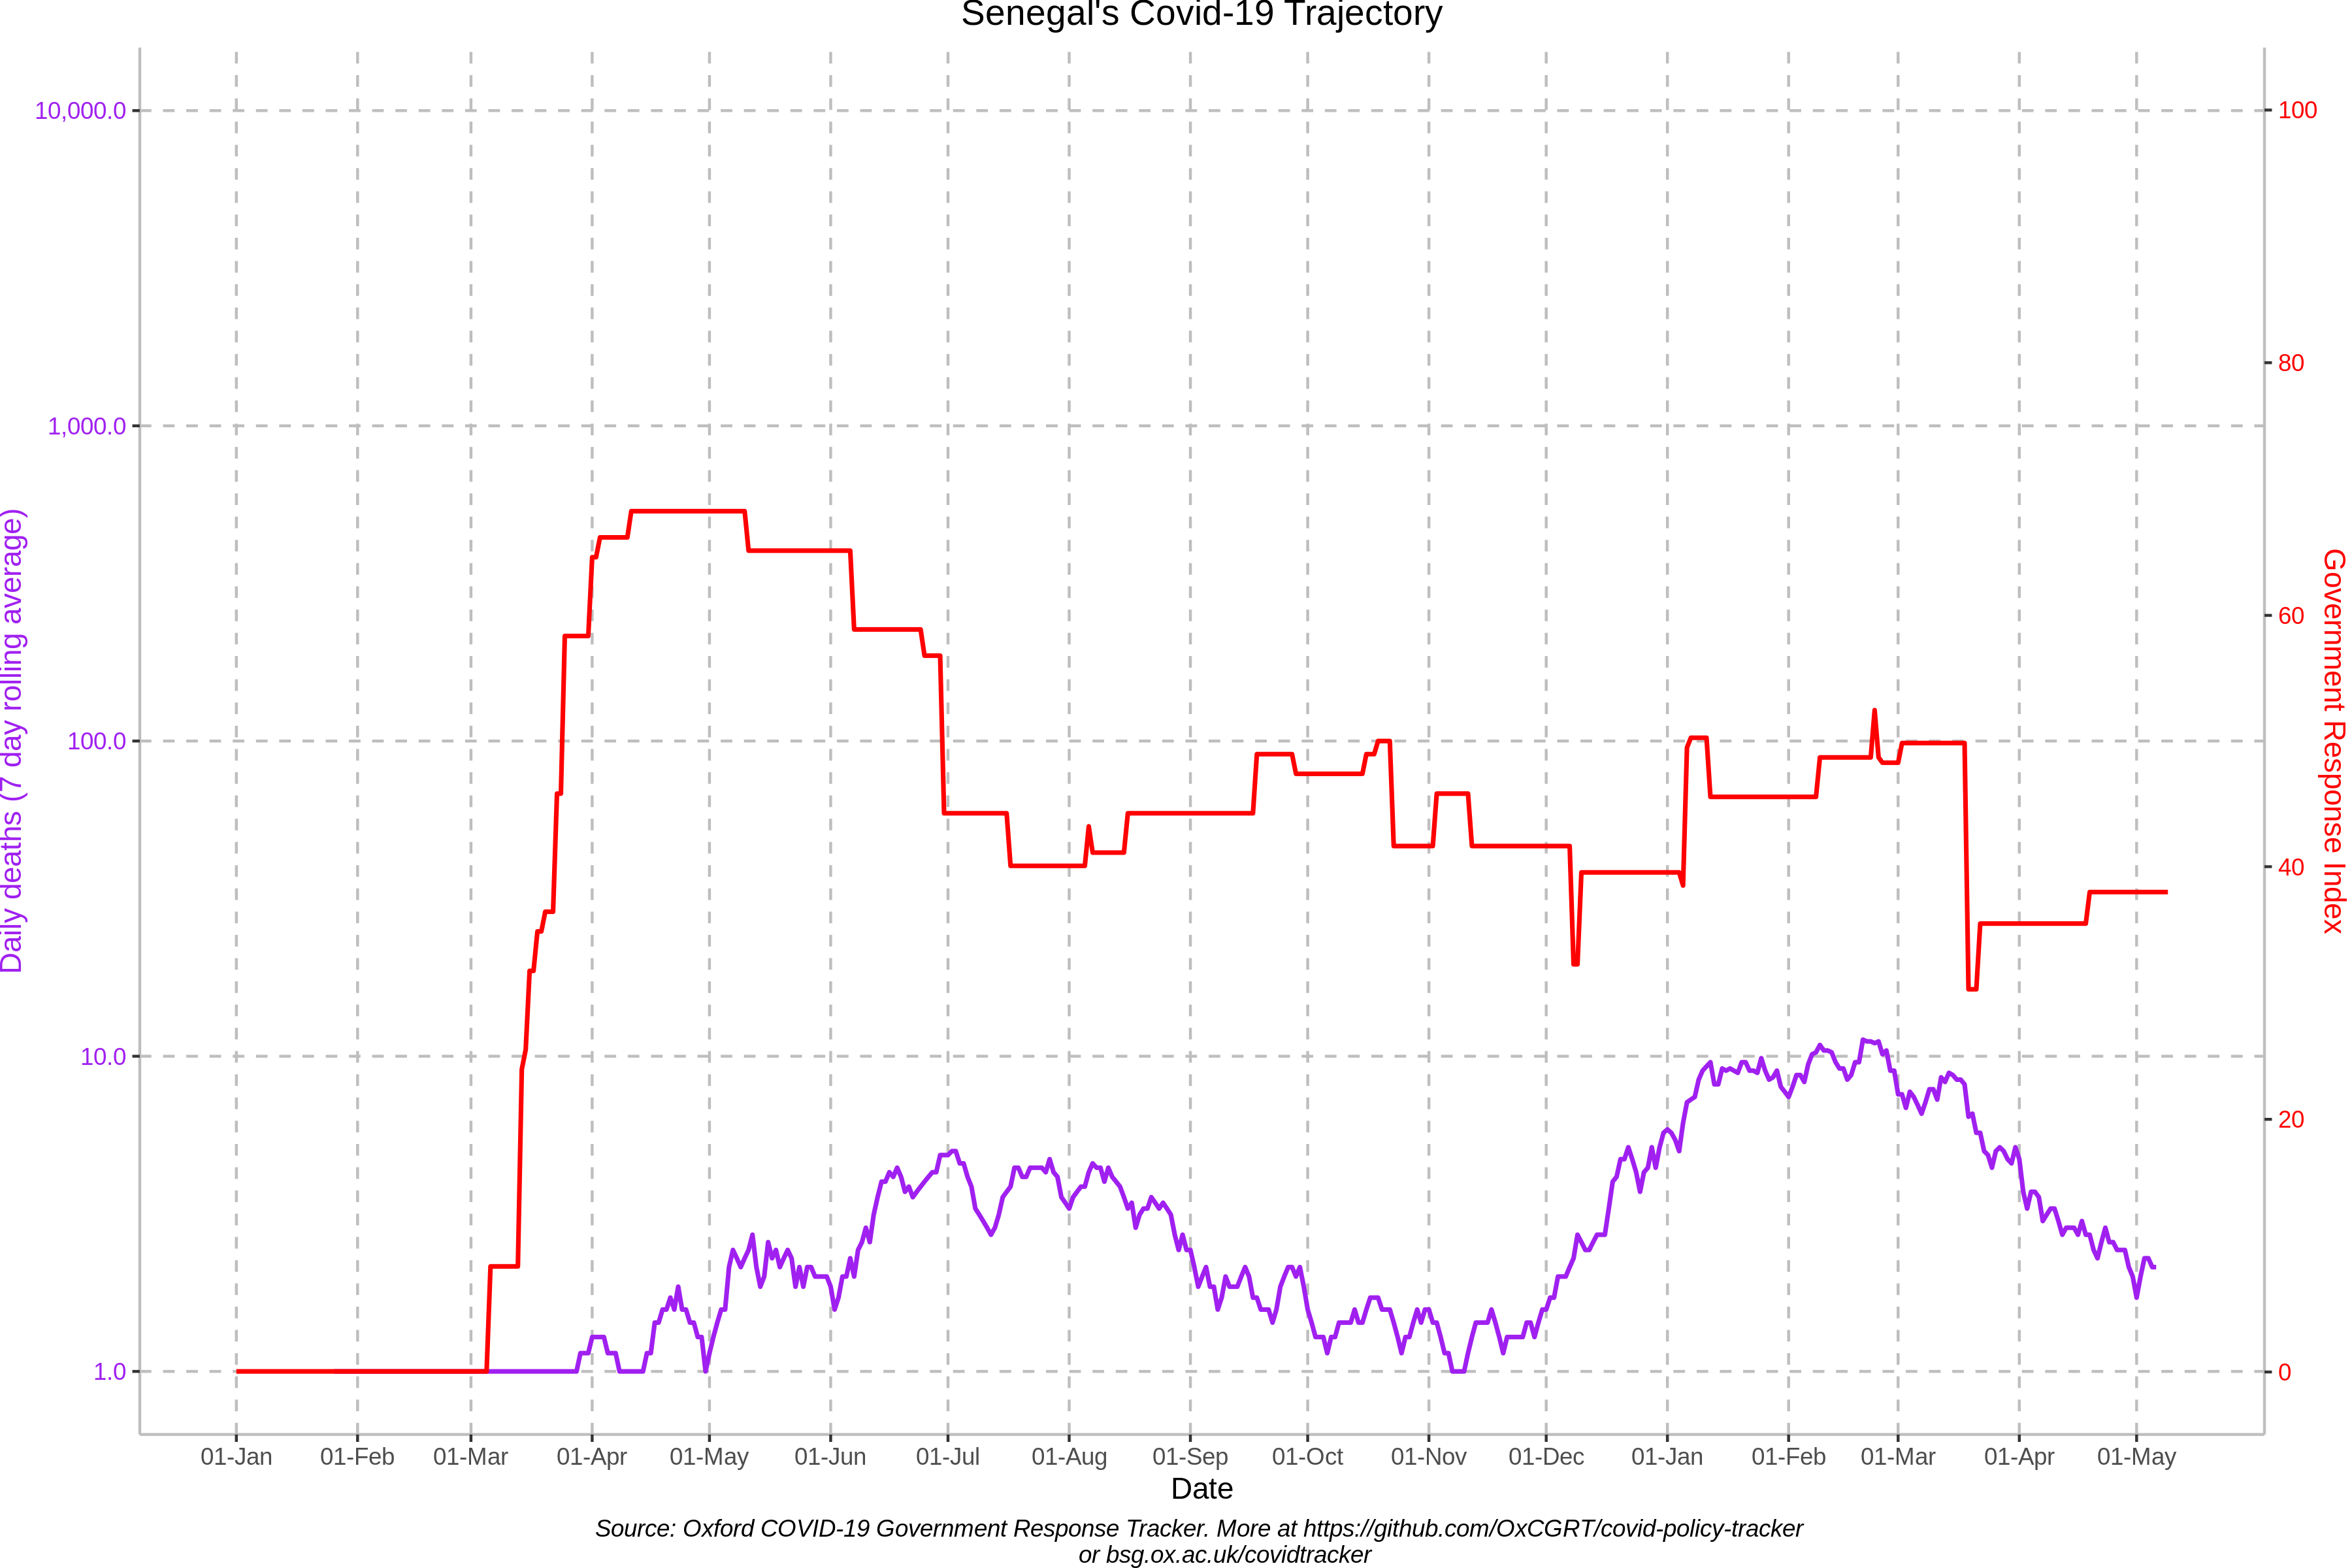 Senegal's Covid-19 Trajectory
10,000.0
1,000.0
100.0
10.0
1.0
Daily deaths (7 day rolling average)
100
80
60
40
20
0
Government Response Index
01-Jan 01-Feb 01-Mar 01-Apr 01-May 01-Jun 01-Jul 01-Aug 01-Sep 01-Oct 01-Nov 01-Dec 01-Jan 01-Feb 01-Mar 01-Apr 01-May
Date
Source: Oxford COVID-19 Government Response Tracker. More at https://github.com/OxCGRT/covid-policy-tracker
or bsg.ox.ac.uk/covidtracker